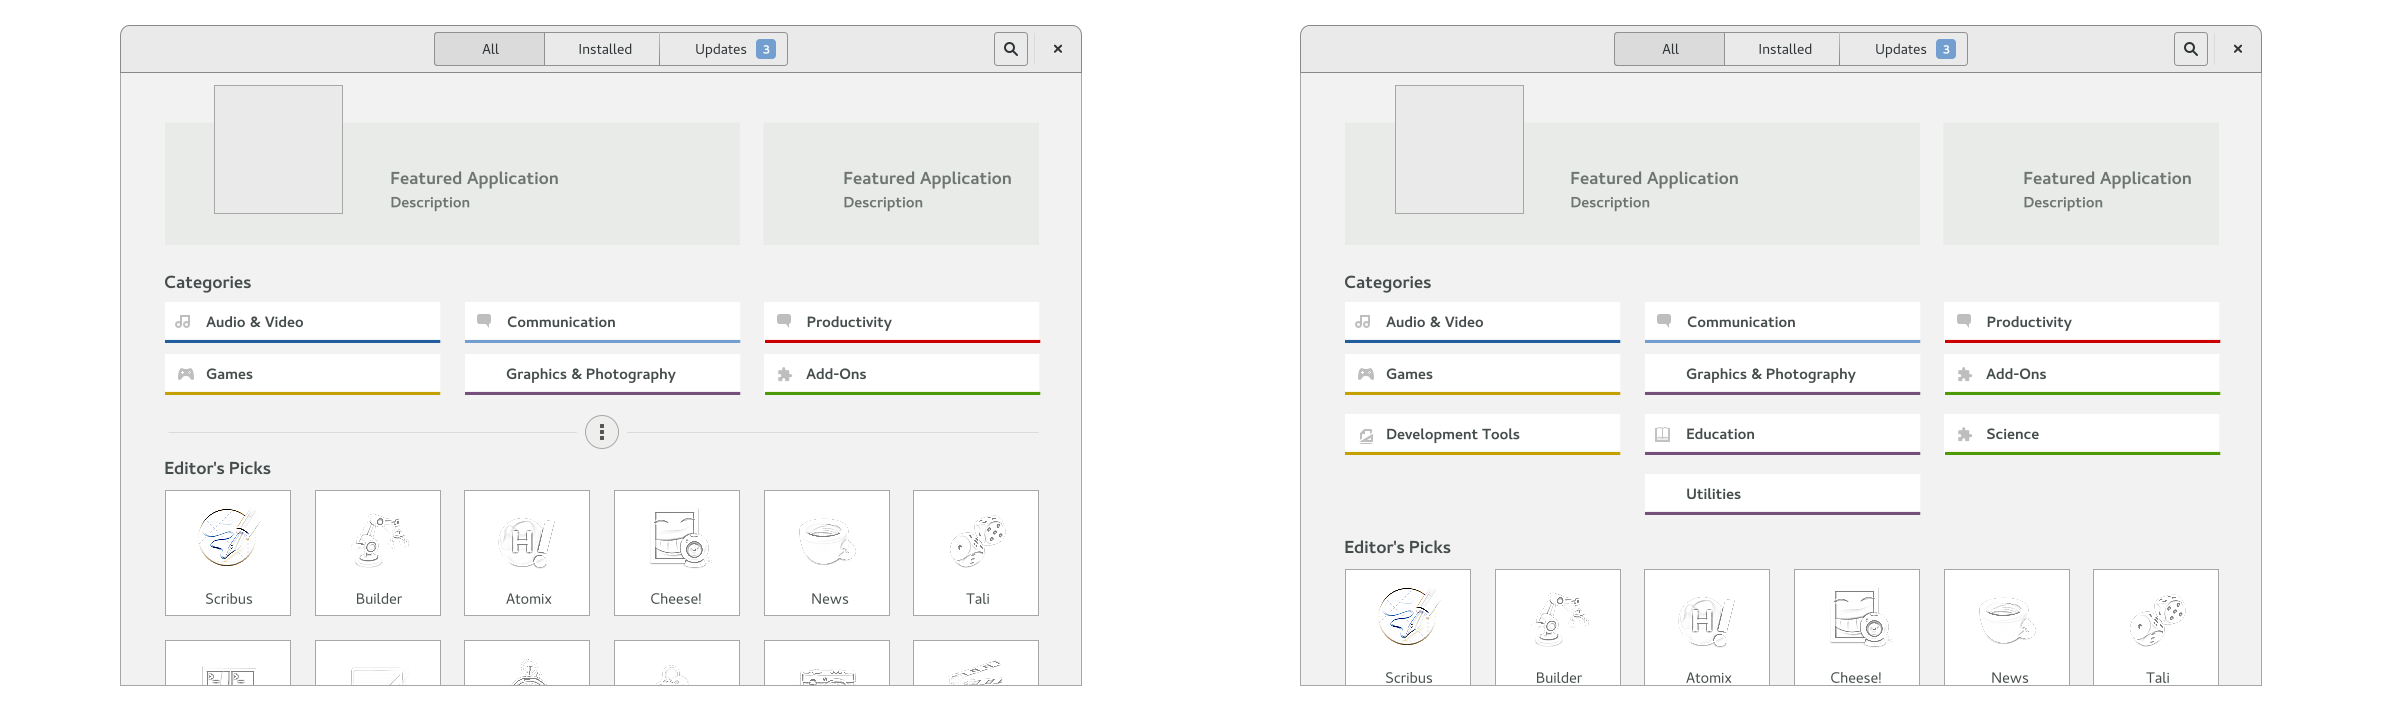 All Installed Updates 3
Featured Application Featured Application
Description Description
Categories
Audio & Video Communication Productivity
Games Graphics & Photography Add-Ons
Editor's Picks
Scribus Builder Atomix Cheese! News Tali
All Installed Updates 3
Featured Application Featured Application
Description Description
Categories
Audio & Video Communication Productivity
Games Graphics & Photography Add-Ons
Development Tools Education Science
Utilities
Editor's Picks
Scribus Builder Atomix Cheese! News Tali